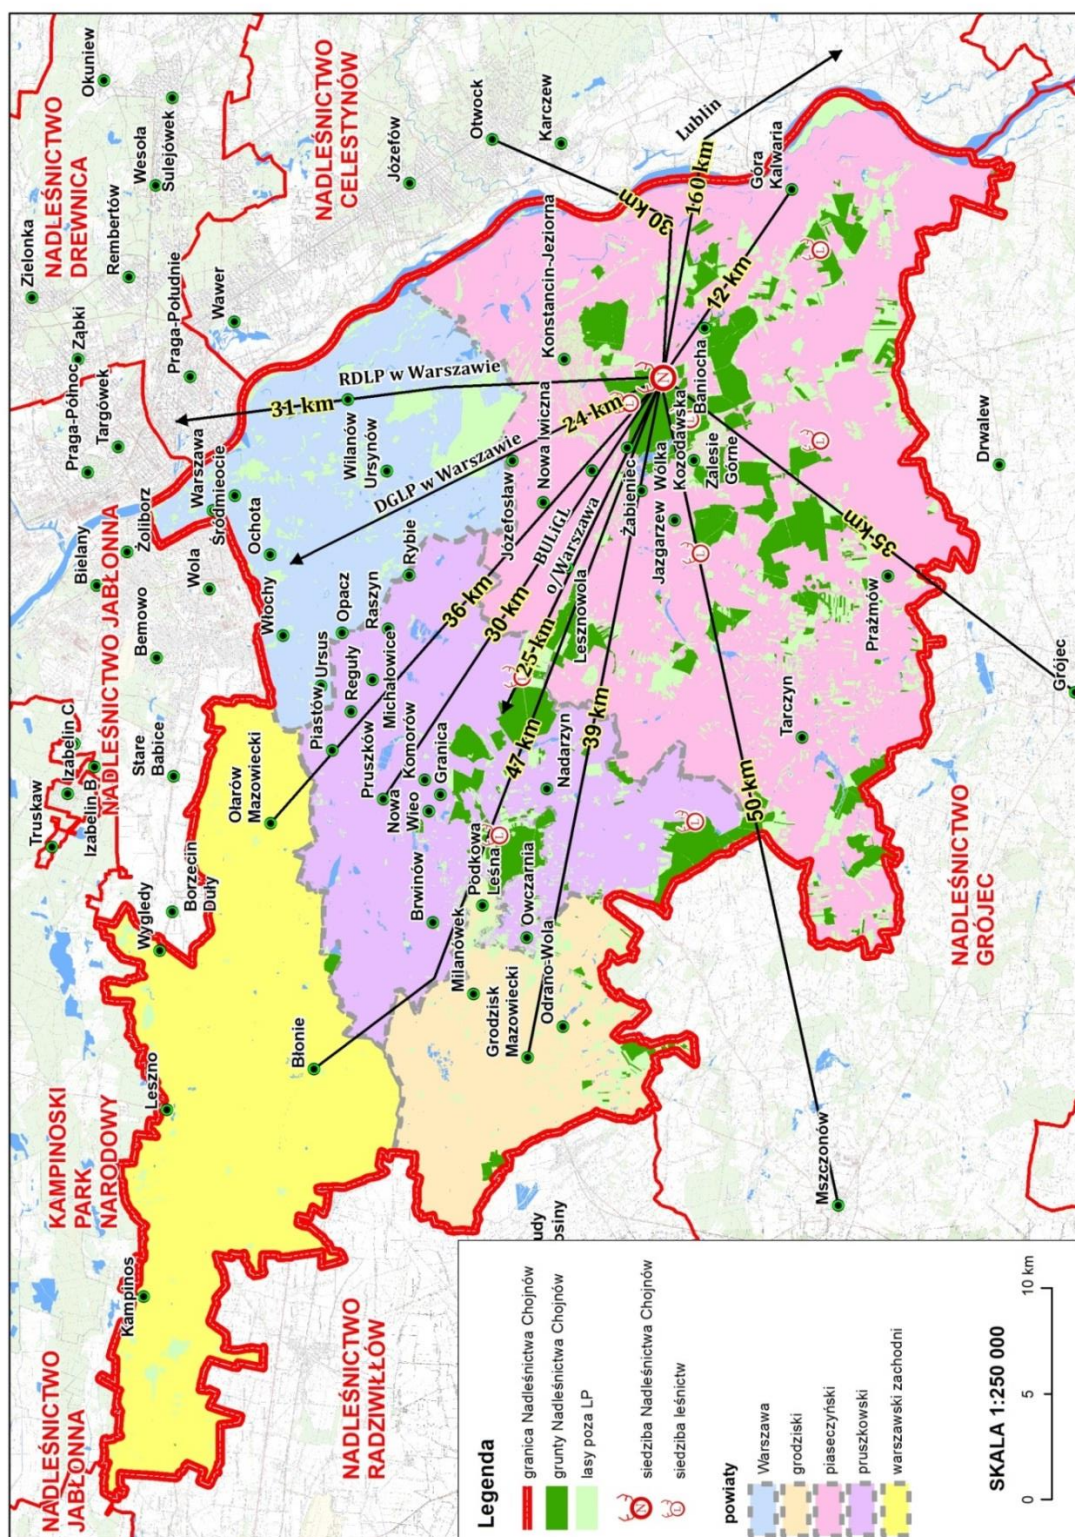 NADLEŚNICTWO
JABŁONNA
KAMPINOSKI
PARK
NARODOWY
NADLEŚNICTWO JABŁONNA
NADLEŚNICTWO
DREWNICA
NADLEŚNICTWO
CELESTYNÓW
NADLEŚNICTWO
RADZIWIŁŁÓW
NADLEŚNICTWO
GRÓJEC
Kampinos
Leszno
Wyględy
Borzęcin
Duży
Truskaw
Izabelin C.
Izabelin B.
Stare
Babice
Bemowo
Bielany
Żoliborz
Wola
Praga-Północ
Targówek
Ząbki
Zielonka
Rembertów
Wesoła
Sulejówek
Okuniew
Praga-Południe
Wawer
Warszawa
Śródmieście
Ochota
Włochy
Ursus
Opacz
Raszyn
Rybie
Wilanów
Ursynów
Józefów
Otwock
Karczew
Błonie
Ołarów
Mazowiecki
Piastów
Reguły
Michałowice
Pruszków
Nowa
Wieo
Komorów
Granica
Brwinów
Milanówek
Podkowa
Leśna
Owczarnia
Nadarzyn
Grodzisk
Mazowiecki
Odrano-Wola
Józefosław
Nowa Iwiczna
Lesznowola
Konstancin-Jeziorna
Żabieniec
Jazgarzew
Wólka
Kozodawska
Zalesie
Górne
Baniocha
Góra
Kalwaria
Tarczyn
Prażmów
Drwalew
Grójec
Mszczonów
udy
osiny
31 km
RDLP w Warszawie
24 km
DGLP w Warszawie
36 km
30 km
BULiGL
o/Warszawa
25 km
47 km
39 km
50 km
35 km
12 km
160 km
Lublin
30 km
N
L
L
L
L
L
L
L
L
Legenda
granica Nadleśnictwa Chojnów
grunty Nadleśnictwa Chojnów
lasy poza LP
N
siedziba Nadleśnictwa Chojnów
L
siedziba leśnictw
powiaty
Warszawa
grodziski
piaseczyński
pruszkowski
warszawski zachodni
SKALA 1:250 000
0 5 10 km